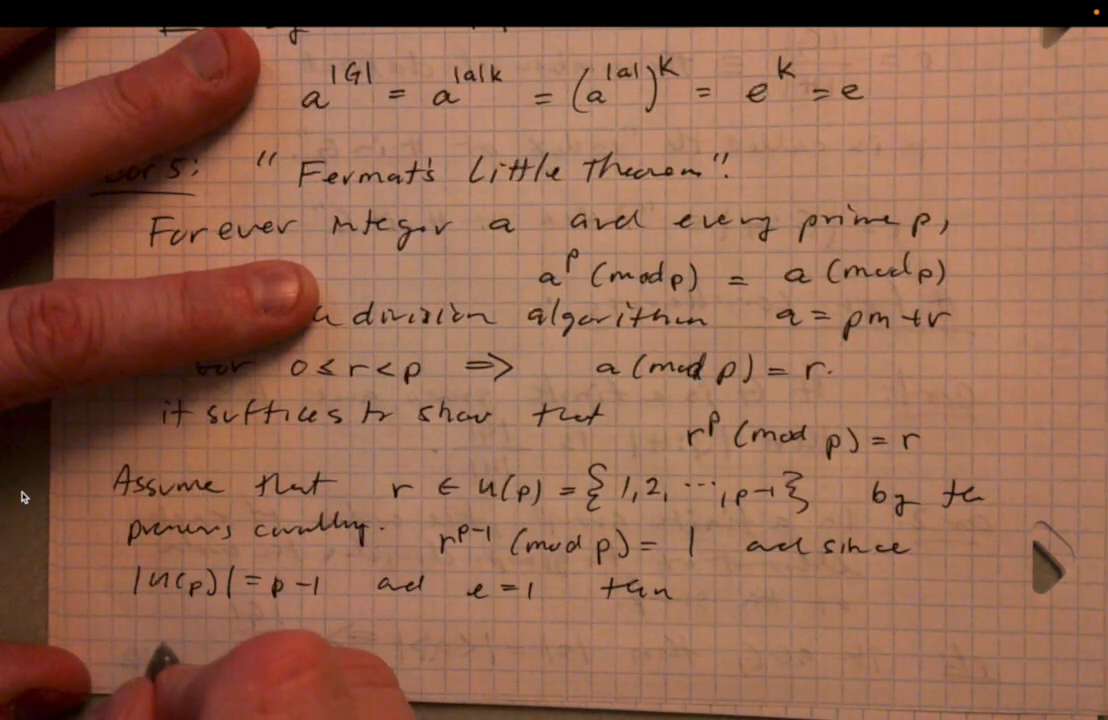 a^|G| = a^|a|k = (a^|a|)^k = e^k = e
5: "Fermat's Little Theorem".
For ever integer a and every prime p,
a^p (mod p) = a (mod p)
division algorithm a = pm + r
for 0 ≤ r < p ⇒ a (mod p) = r.
it suffices to show that r^p (mod p) = r
Assume that r ∈ U(p) = {1, 2, ..., p-1} by the
previous corollary. r^p-1 (mod p) = 1 and since
|U(p)| = p-1 and e = 1 then